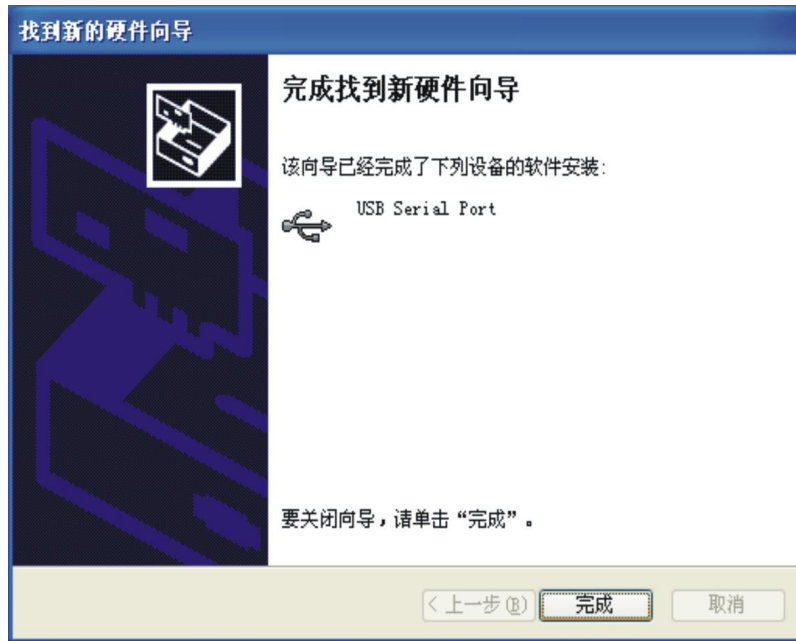 找到新的硬件向导
完成找到新硬件向导
该向导已经完成了下列设备的软件安装:
USB Serial Port
要关闭向导，请单击“完成”。
<上一步(B)
完成
取消